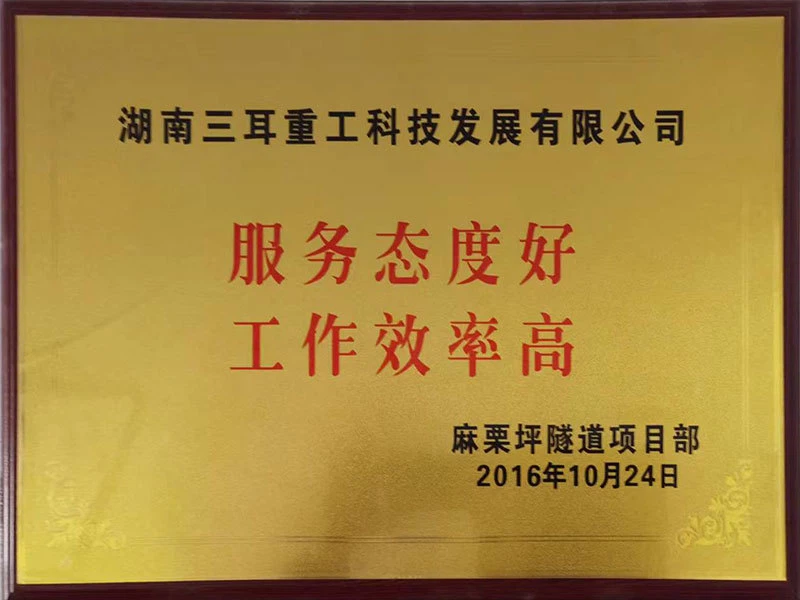 湖南三耳重工科技发展有限公司
服务态度好
工作效率高
麻栗坪隧道项目部
2016年10月24日